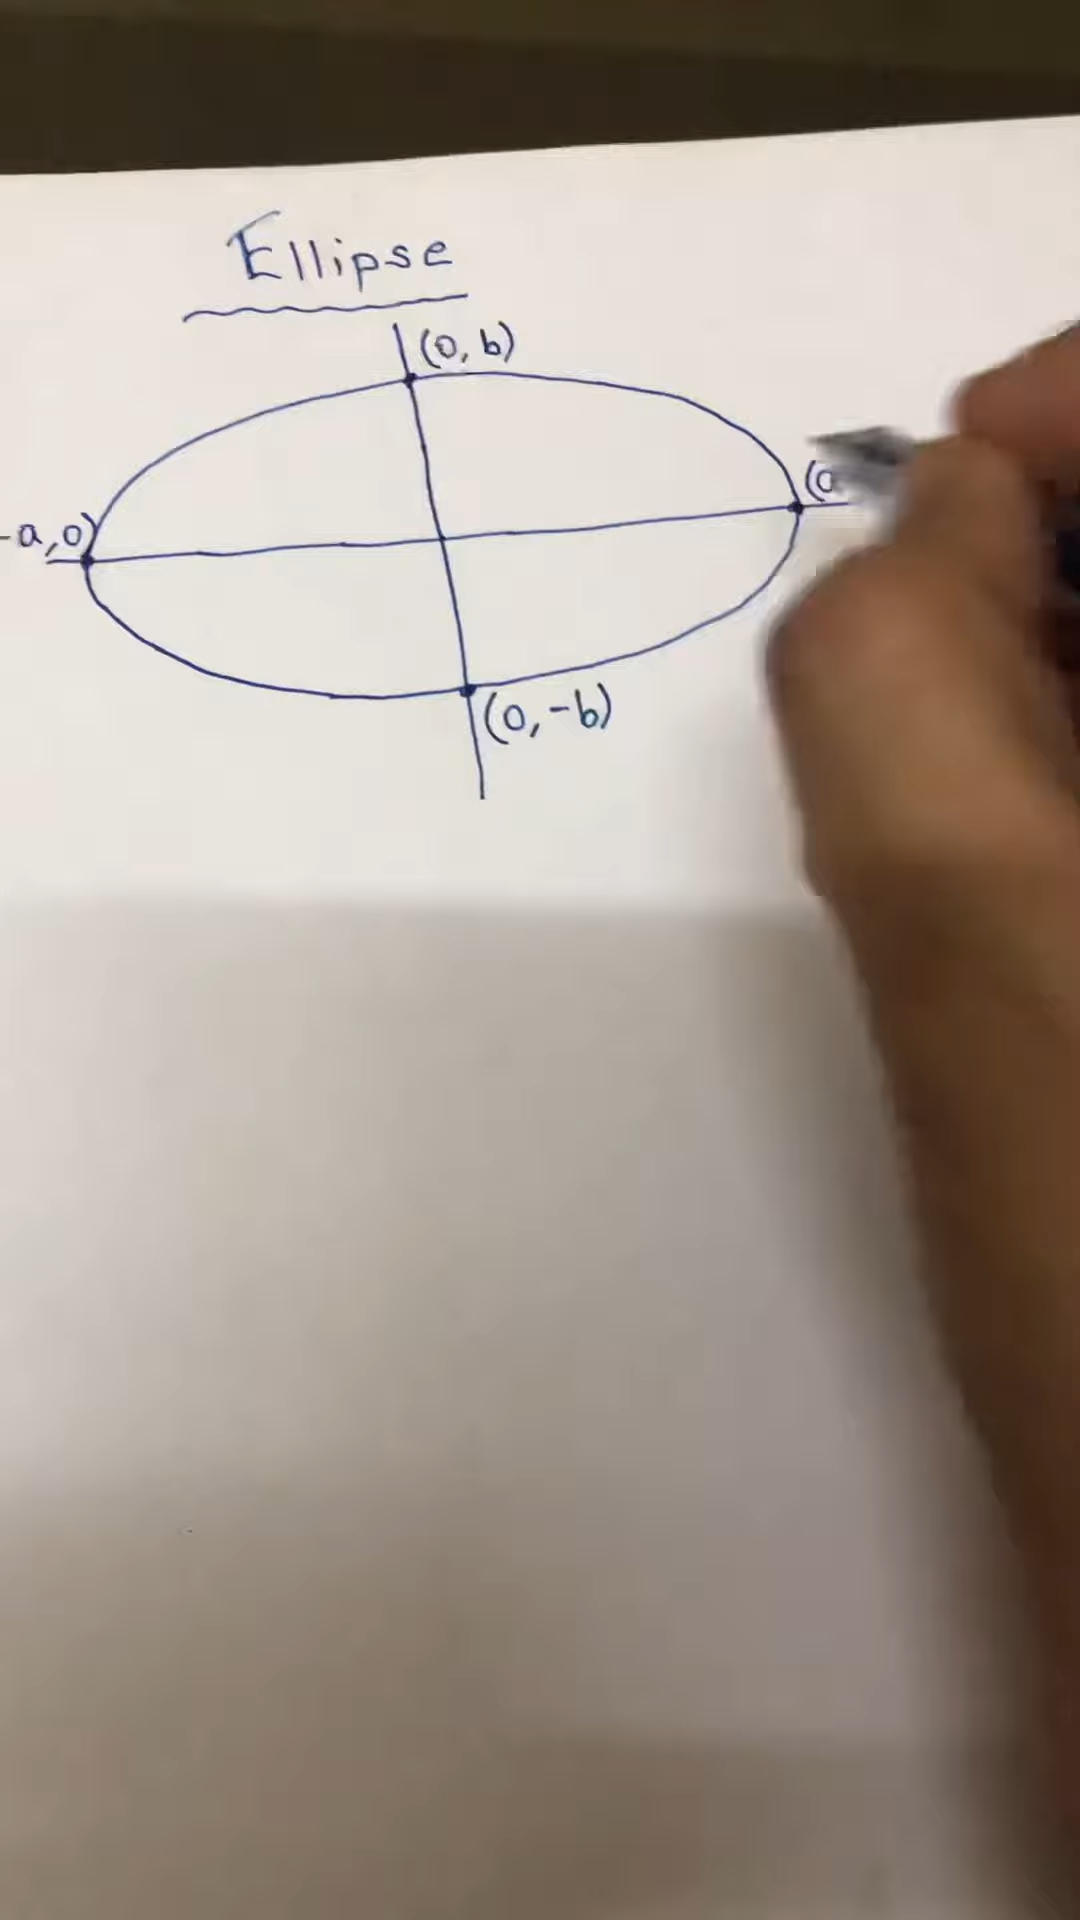 Ellipse
(0, b)
(a
-a, 0)
(0, -b)